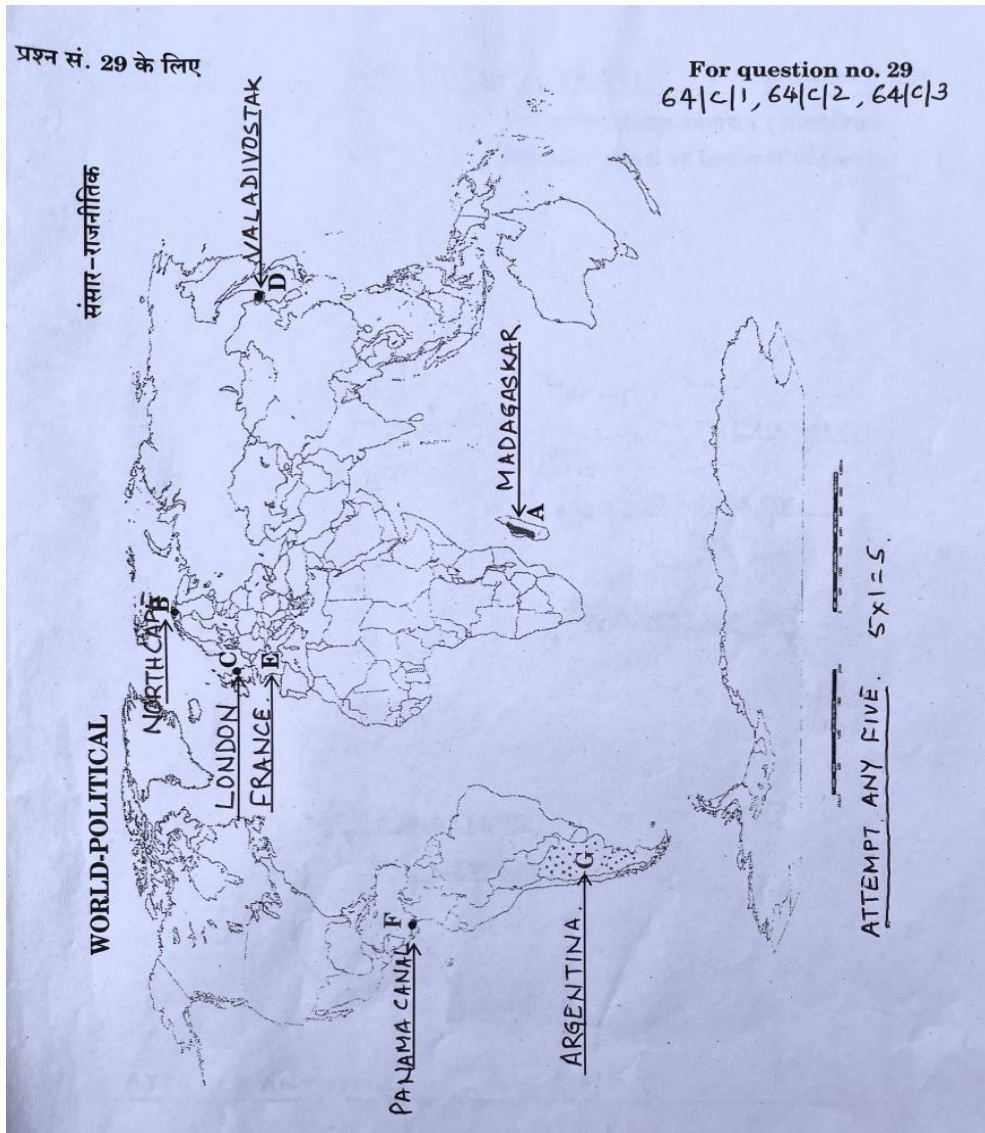 प्रश्न सं. 29 के लिए
For question no. 29
64|C|1, 64|C|2, 64|C|3
संसार-राजनीतिक
WORLD-POLITICAL
VALADIVOSTAK
D
MADAGASKAR
A
NORTHCAPE
B
LONDON
C
FRANCE
E
PANAMA CANAL
F
ARGENTINA
G
ATTEMPT ANY FIVE. 5x1=5.